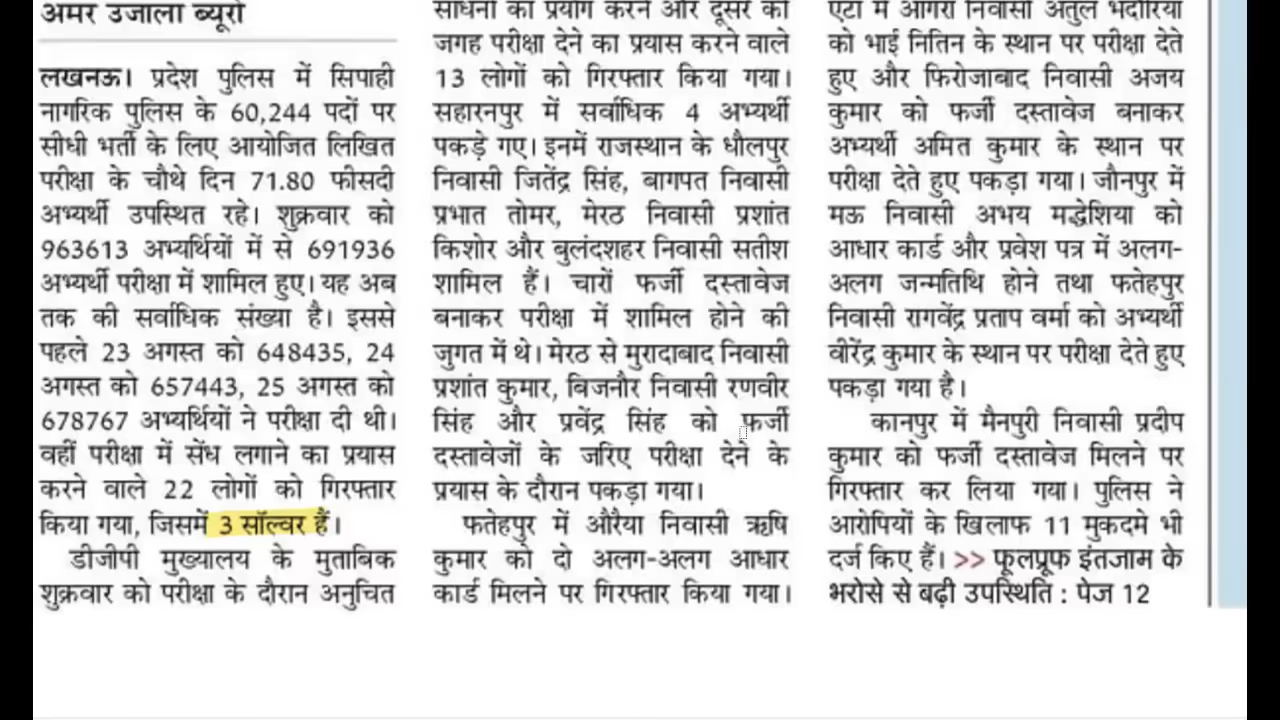 अमर उजाला ब्यूरो
लखनऊ। प्रदेश पुलिस में सिपाही
नागरिक पुलिस के 60,244 पदों पर
सीधी भर्ती के लिए आयोजित लिखित
परीक्षा के चौथे दिन 71.80 फीसदी
अभ्यर्थी उपस्थित रहे। शुक्रवार को
963613 अभ्यर्थियों में से 691936
अभ्यर्थी परीक्षा में शामिल हुए। यह अब
तक की सर्वाधिक संख्या है। इससे
पहले 23 अगस्त को 648435, 24
अगस्त को 657443, 25 अगस्त को
678767 अभ्यर्थियों ने परीक्षा दी थी।
वहीं परीक्षा में सेंध लगाने का प्रयास
करने वाले 22 लोगों को गिरफ्तार
किया गया, जिसमें 3 सॉल्वर हैं।
डीजीपी मुख्यालय के मुताबिक
शुक्रवार को परीक्षा के दौरान अनुचित
साधनों का प्रयोग करने और दूसरे की
जगह परीक्षा देने का प्रयास करने वाले
13 लोगों को गिरफ्तार किया गया।
सहारनपुर में सर्वाधिक 4 अभ्यर्थी
पकड़े गए। इनमें राजस्थान के धौलपुर
निवासी जितेंद्र सिंह, बागपत निवासी
प्रभात तोमर, मेरठ निवासी प्रशांत
किशोर और बुलंदशहर निवासी सतीश
शामिल हैं। चारों फर्जी दस्तावेज
बनाकर परीक्षा में शामिल होने की
जुगत में थे। मेरठ से मुरादाबाद निवासी
प्रशांत कुमार, बिजनौर निवासी रणवीर
सिंह और प्रवेंद्र सिंह को फर्जी
दस्तावेजों के जरिए परीक्षा देने के
प्रयास के दौरान पकड़ा गया।
फतेहपुर में औरैया निवासी ऋषि
कुमार को दो अलग-अलग आधार
कार्ड मिलने पर गिरफ्तार किया गया।
एटा में आगरा निवासी अतुल भदौरिया
को भाई नितिन के स्थान पर परीक्षा देते
हुए और फिरोजाबाद निवासी अजय
कुमार को फर्जी दस्तावेज बनाकर
अभ्यर्थी अमित कुमार के स्थान पर
परीक्षा देते हुए पकड़ा गया। जौनपुर में
मऊ निवासी अभय मद्धेशिया को
आधार कार्ड और प्रवेश पत्र में अलग-
अलग जन्मतिथि होने तथा फतेहपुर
निवासी रागवेंद्र प्रताप वर्मा को अभ्यर्थी
वीरेंद्र कुमार के स्थान पर परीक्षा देते हुए
पकड़ा गया है।
कानपुर में मैनपुरी निवासी प्रदीप
कुमार को फर्जी दस्तावेज मिलने पर
गिरफ्तार कर लिया गया। पुलिस ने
आरोपियों के खिलाफ 11 मुकदमे भी
दर्ज किए हैं। >> फूलप्रूफ इंतजाम के
भरोसे से बढ़ी उपस्थिति : पेज 12